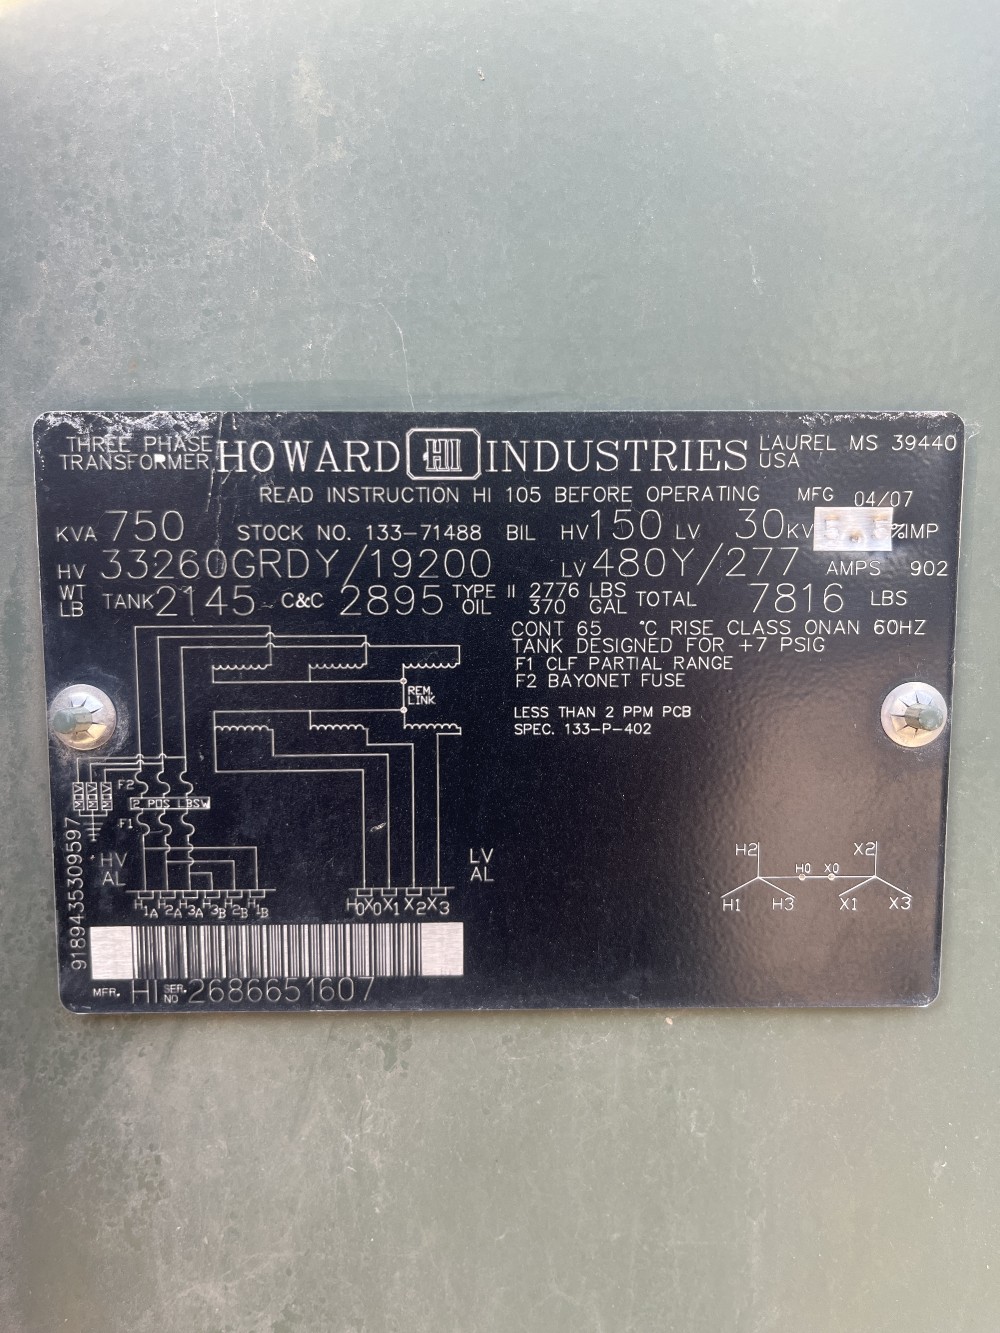 THREE PHASE
TRANSFORMER
HOWARD HI INDUSTRIES
LAUREL MS 39440
USA
READ INSTRUCTION HI 105 BEFORE OPERATING MFG 04/07
KVA 750 STOCK NO. 133-71488 BIL HV 150 LV 30 KV %IMP
HV 33260GRDY/19200 LV 480Y/277 AMPS 902
WT LB TANK 2145 C&C 2895 TYPE II OIL 2776 LBS 370 GAL TOTAL 7816 LBS
CONT 65 °C RISE CLASS ONAN 60HZ
TANK DESIGNED FOR +7 PSIG
F1 CLF PARTIAL RANGE
F2 BAYONET FUSE
LESS THAN 2 PPM PCB
SPEC. 133-P-402
REM.
LINK
MOV MOV MOV
F2
2 POS LBSW
F1
HV
AL
LV
AL
H1A H2A H3A H3B H2B H1B
H0X0 X1 X2 X3
H2 X2
H0 X0
H1 H3 X1 X3
9189435309597
MFR. HI SER. NO 2686651607